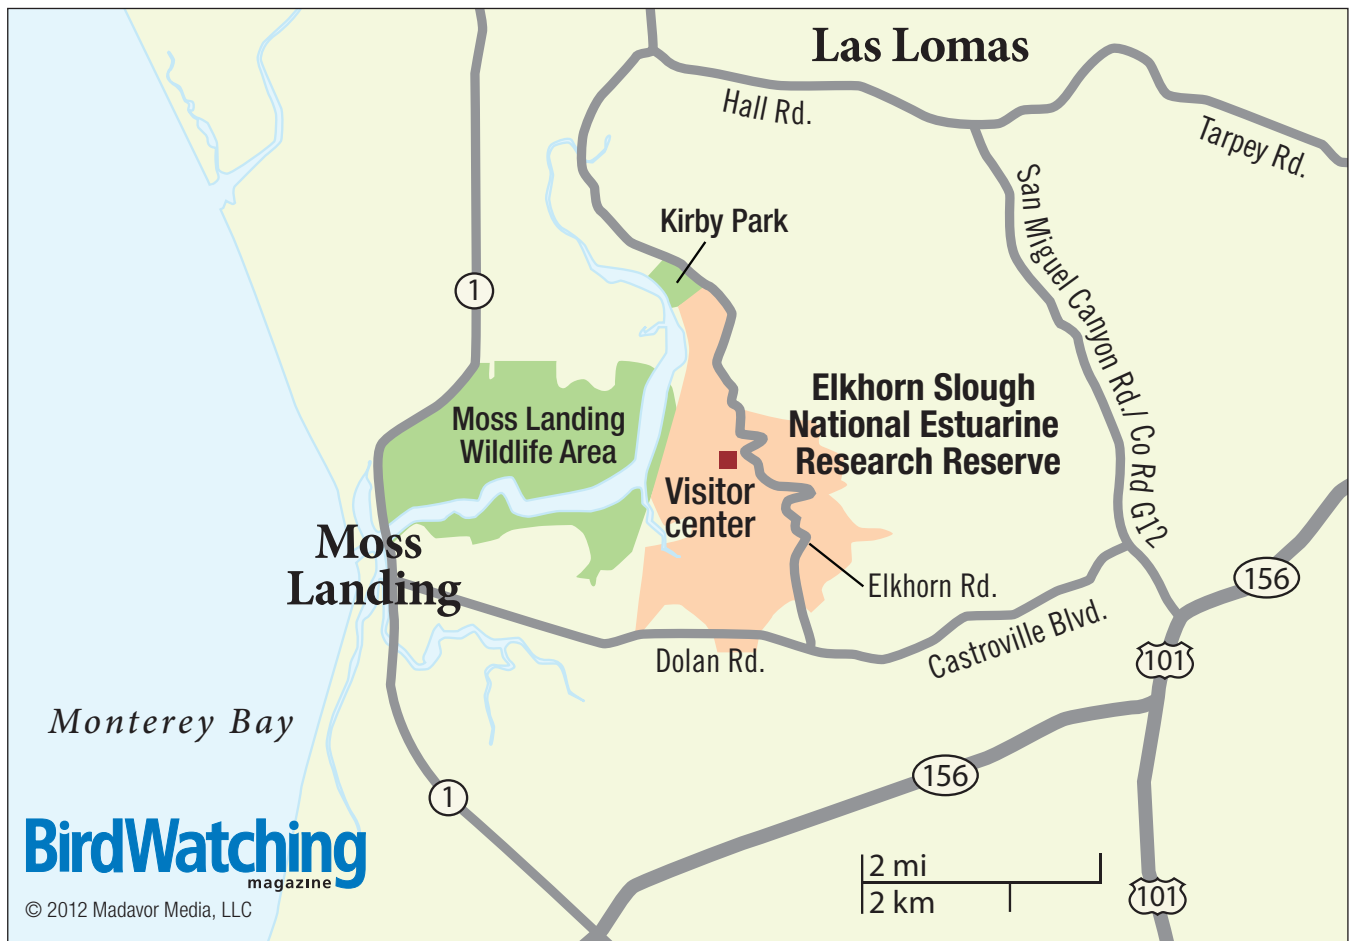 Las Lomas
Hall Rd.
Tarpey Rd.
San Miguel Canyon Rd./ Co Rd G12
Kirby Park
1
Elkhorn Slough
National Estuarine
Research Reserve
Moss Landing
Wildlife Area
Visitor
center
Moss
Landing
Elkhorn Rd.
156
Castroville Blvd.
Dolan Rd.
101
Monterey Bay
156
1
BirdWatching
magazine
© 2012 Madavor Media, LLC
2 mi
2 km
101